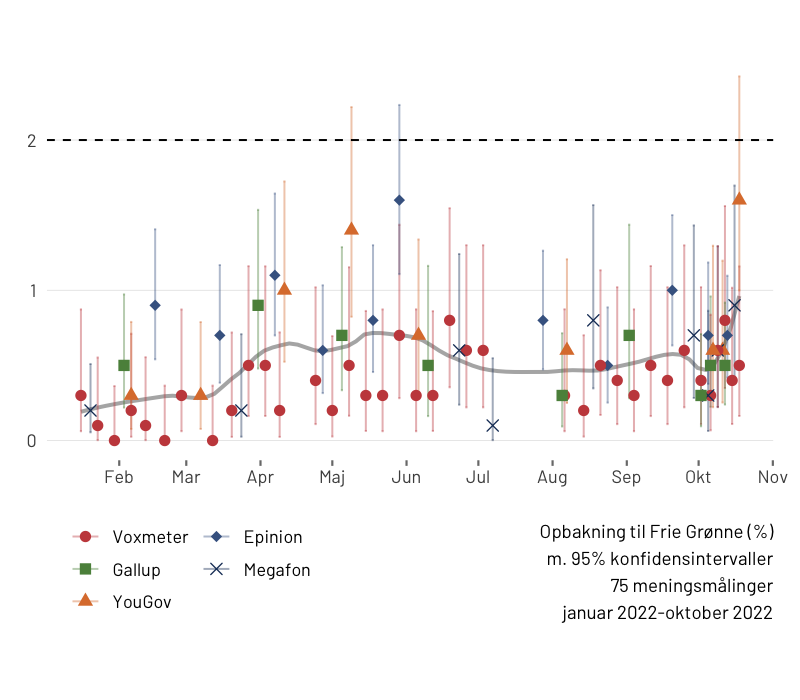 2
1
0
Feb Mar Apr Maj Jun Jul Aug Sep Okt Nov
Voxmeter Epinion
Gallup Megafon
YouGov
Opbakning til Frie Grønne (%)
m. 95% konfidensintervaller
75 meningsmålinger
januar 2022-oktober 2022